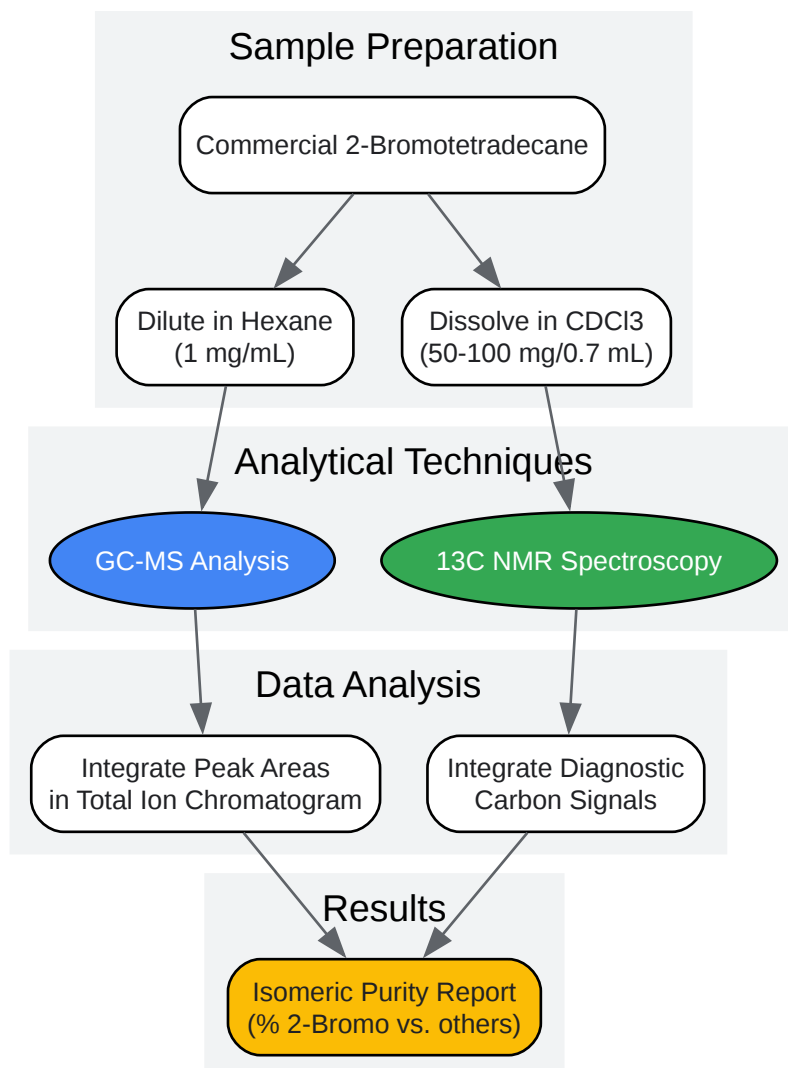 Sample Preparation
Commercial 2-Bromotetradecane
Dilute in Hexane
(1 mg/mL)
Dissolve in CDCl3
(50-100 mg/0.7 mL)
Analytical Techniques
GC-MS Analysis
13C NMR Spectroscopy
Data Analysis
Integrate Peak Areas
in Total Ion Chromatogram
Integrate Diagnostic
Carbon Signals
Results
Isomeric Purity Report
(% 2-Bromo vs. others)